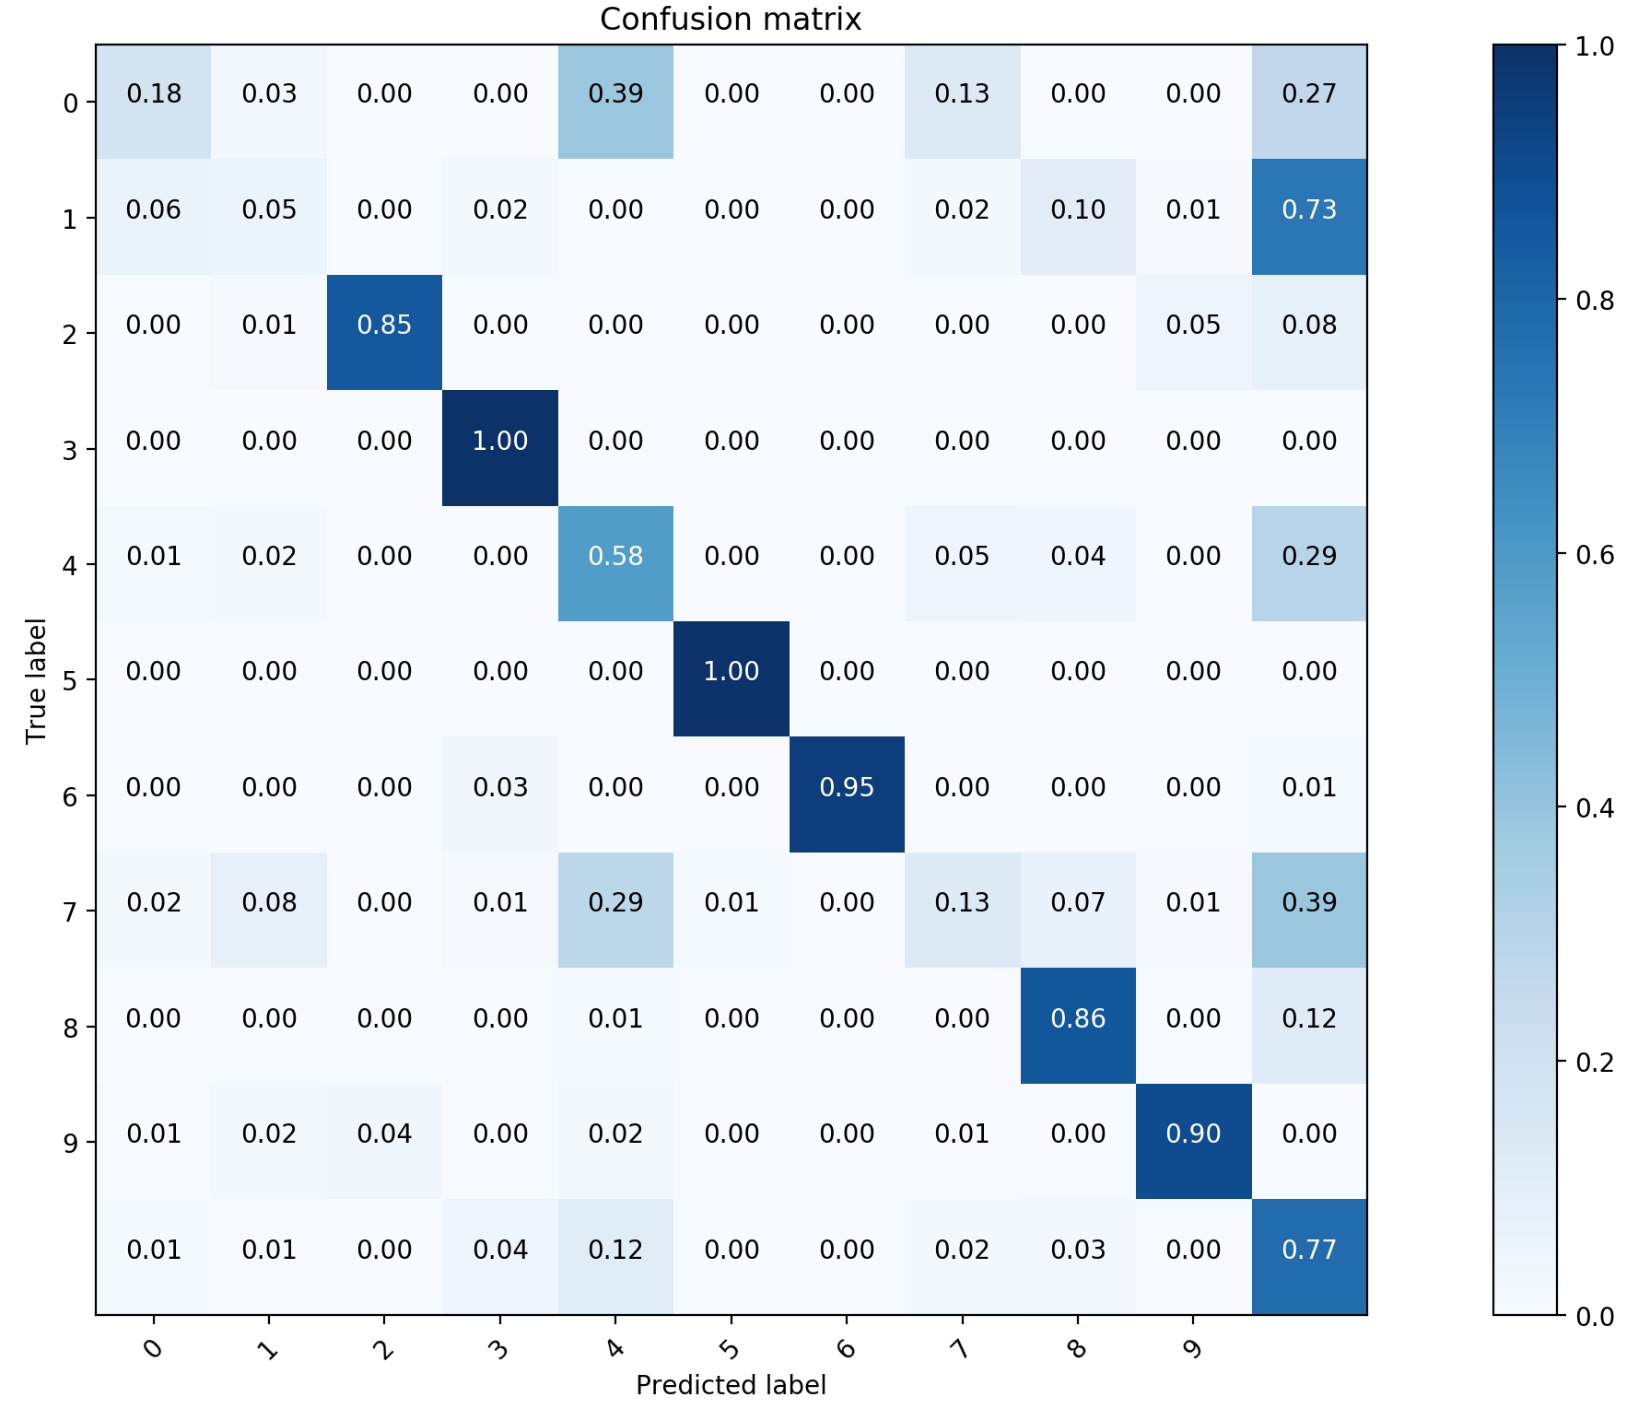 Confusion matrix
0 0.18 0.03 0.00 0.00 0.39 0.00 0.00 0.13 0.00 0.00 0.27
1 0.06 0.05 0.00 0.02 0.00 0.00 0.00 0.02 0.10 0.01 0.73
2 0.00 0.01 0.85 0.00 0.00 0.00 0.00 0.00 0.00 0.05 0.08
3 0.00 0.00 0.00 1.00 0.00 0.00 0.00 0.00 0.00 0.00 0.00
4 0.01 0.02 0.00 0.00 0.58 0.00 0.00 0.05 0.04 0.00 0.29
5 0.00 0.00 0.00 0.00 0.00 1.00 0.00 0.00 0.00 0.00 0.00
6 0.00 0.00 0.00 0.03 0.00 0.00 0.95 0.00 0.00 0.00 0.01
7 0.02 0.08 0.00 0.01 0.29 0.01 0.00 0.13 0.07 0.01 0.39
8 0.00 0.00 0.00 0.00 0.01 0.00 0.00 0.00 0.86 0.00 0.12
9 0.01 0.02 0.04 0.00 0.02 0.00 0.00 0.01 0.00 0.90 0.00
0.01 0.01 0.00 0.04 0.12 0.00 0.00 0.02 0.03 0.00 0.77
True label
0 1 2 3 4 5 6 7 8 9
Predicted label
1.0
0.8
0.6
0.4
0.2
0.0